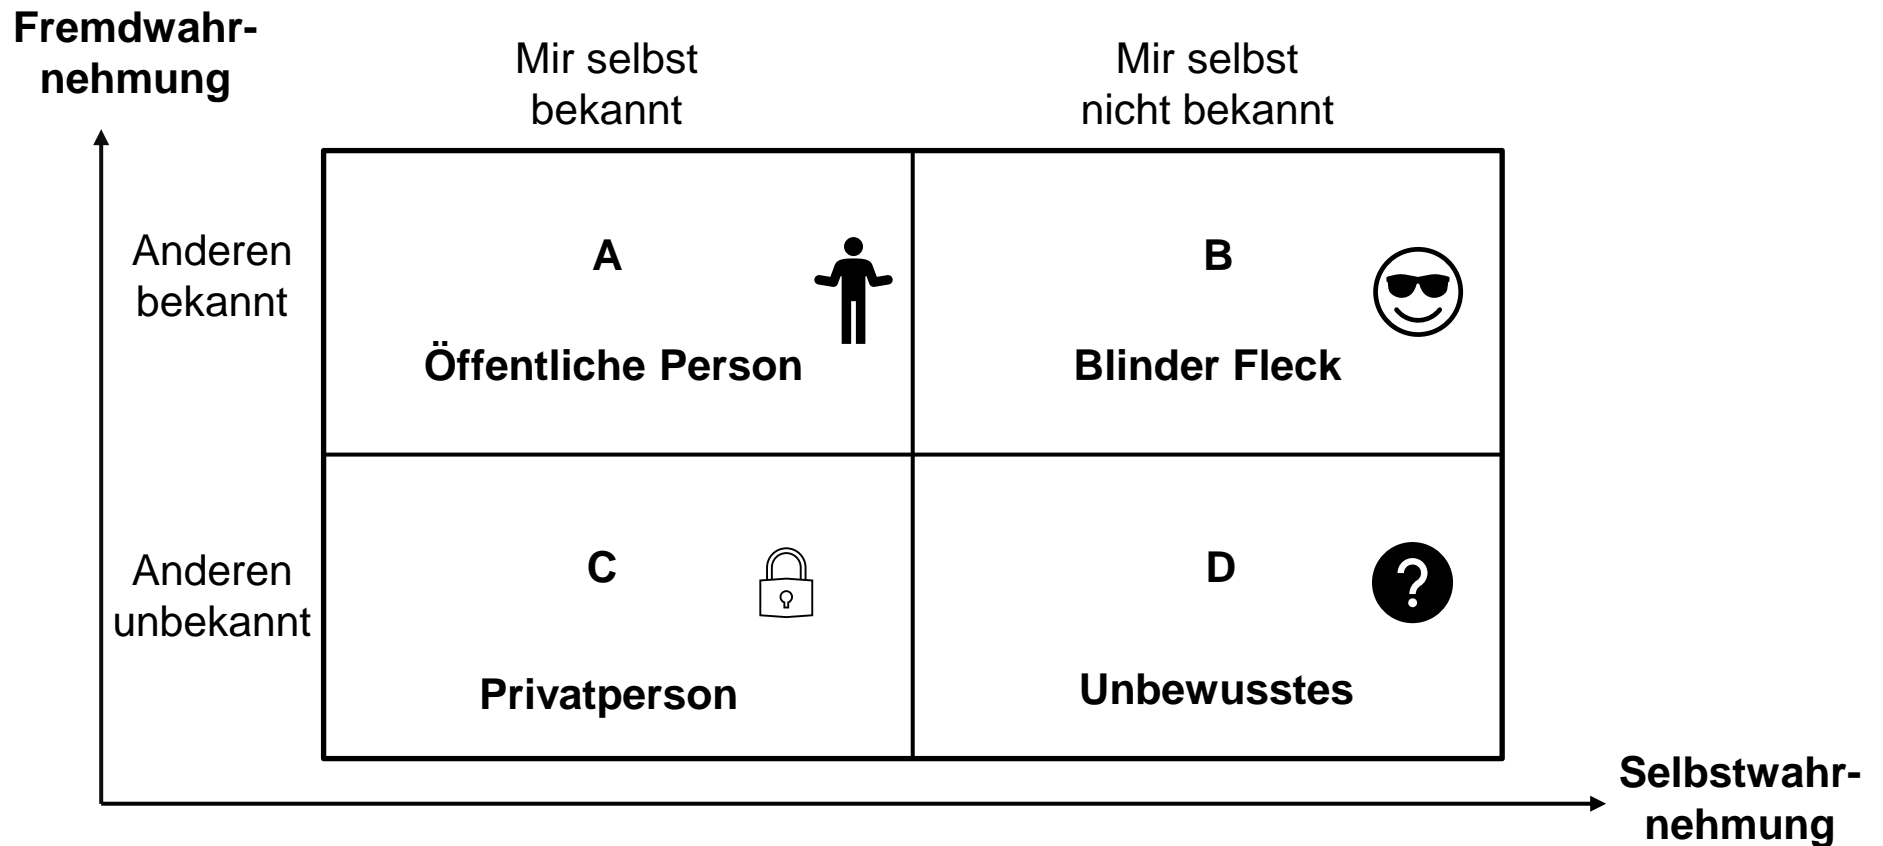 Fremdwahr-
nehmung
Mir selbst
bekannt
Mir selbst
nicht bekannt
Anderen
bekannt
A
Öffentliche Person
B
Blinder Fleck
Anderen
unbekannt
C
Privatperson
D
?
Unbewusstes
Selbstwahr-
nehmung